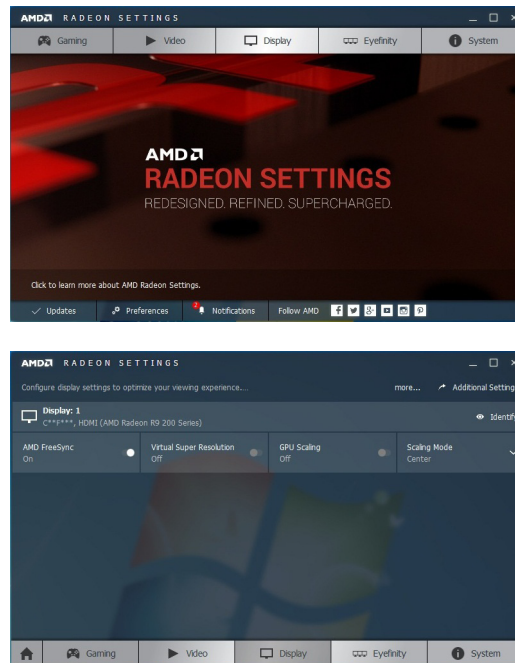 AMD RADEON SETTINGS
Gaming Video Display Eyefinity System
AMD
RADEON SETTINGS
REDESIGNED. REFINED. SUPERCHARGED.
Click to learn more about AMD Radeon Settings.
Updates Preferences 2 Notifications Follow AMD
AMD RADEON SETTINGS
Configure display settings to optimize your viewing experience.... more... Additional Setting
Display: 1
C**F***, HDMI (AMD Radeon R9 200 Series) Identify
AMD FreeSync Virtual Super Resolution GPU Scaling Scaling Mode
On Off Off Center
Gaming Video Display Eyefinity System